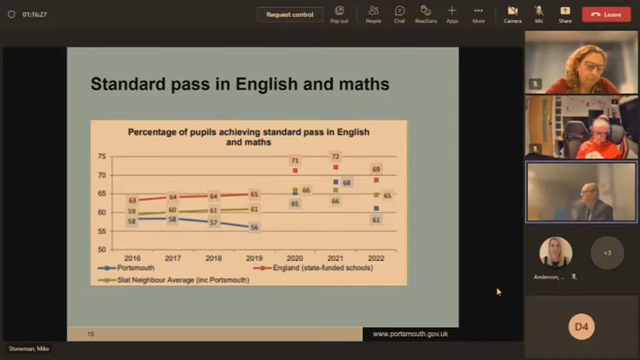 01:16:27
Request control
Pop out
People
Chat
Reactions
Apps
More
Camera
Mic
Share
Leave
Standard pass in English and maths
Percentage of pupils achieving standard pass in English
and maths
75
70
65
60
55
50
63 64 64 65 71 72 69
59 60 61 61 66 66 65
58 58 57 56 65 68 61
2016 2017 2018 2019 2020 2021 2022
Portsmouth
England (state-funded schools)
Stat Neighbour Average (inc Portsmouth)
15
www.portsmouth.gov.uk
Anderson, ...
+3
D4
Stoneman, Mike